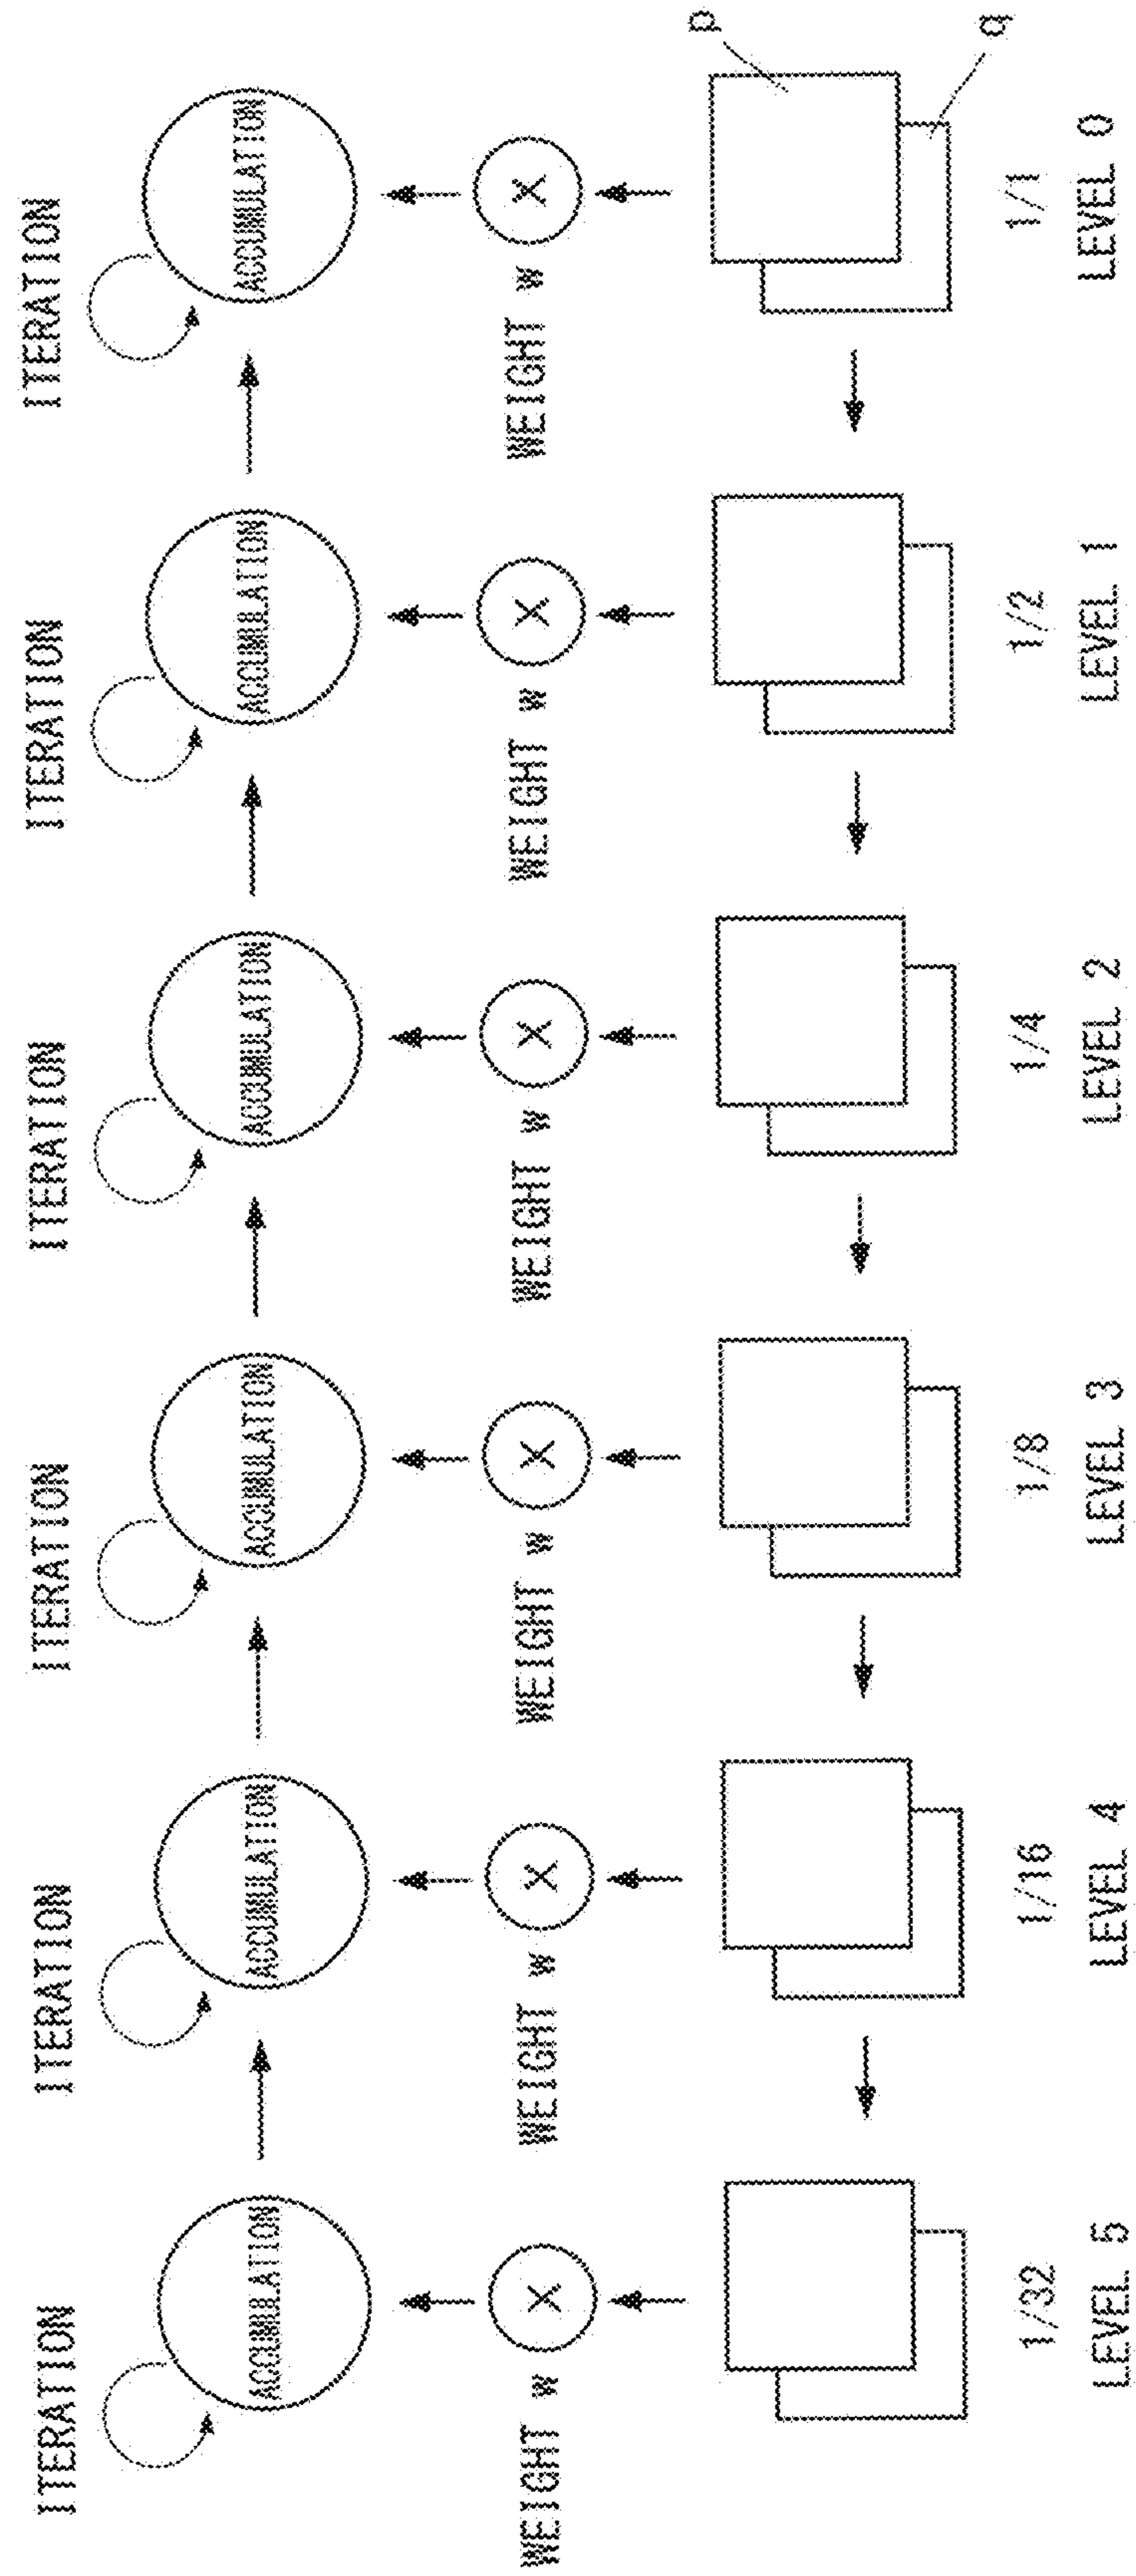 ITERATION
ITERATION
ITERATION
ITERATION
ITERATION
ITERATION
ACCUMULATION
ACCUMULATION
ACCUMULATION
ACCUMULATION
ACCUMULATION
ACCUMULATION
WEIGHT w X
WEIGHT w X
WEIGHT w X
WEIGHT w X
WEIGHT w X
WEIGHT w X
p
q
1/32
1/16
1/8
1/4
1/2
1/1
LEVEL 5
LEVEL 4
LEVEL 3
LEVEL 2
LEVEL 1
LEVEL 0